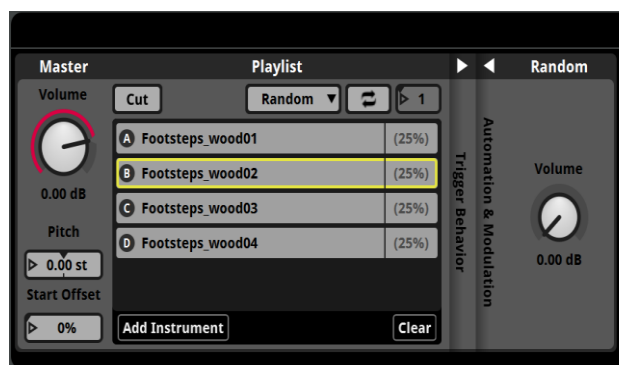 Master
Playlist
Random
Volume
0.00 dB
Pitch
0.00 st
Start Offset
0%
Cut
Random
1
A Footsteps_wood01 (25%)
B Footsteps_wood02 (25%)
C Footsteps_wood03 (25%)
D Footsteps_wood04 (25%)
Add Instrument
Clear
Trigger Behavior
Automation & Modulation
Volume
0.00 dB